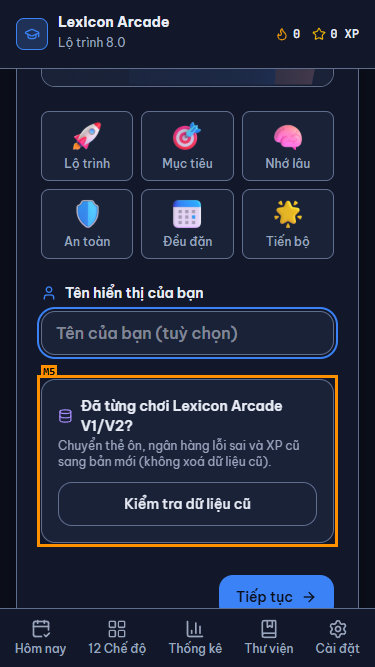 Lexicon Arcade
Lộ trình 8.0
0
0 XP
Lộ trình
Mục tiêu
Nhớ lâu
An toàn
Đều đặn
Tiến bộ
Tên hiển thị của bạn
Tên của bạn (tuỳ chọn)
M5
Đã từng chơi Lexicon Arcade
V1/V2?
Chuyển thẻ ôn, ngân hàng lỗi sai và XP cũ
sang bản mới (không xoá dữ liệu cũ).
Kiểm tra dữ liệu cũ
Tiếp tục
Hôm nay
12 Chế độ
Thống kê
Thư viện
Cài đặt